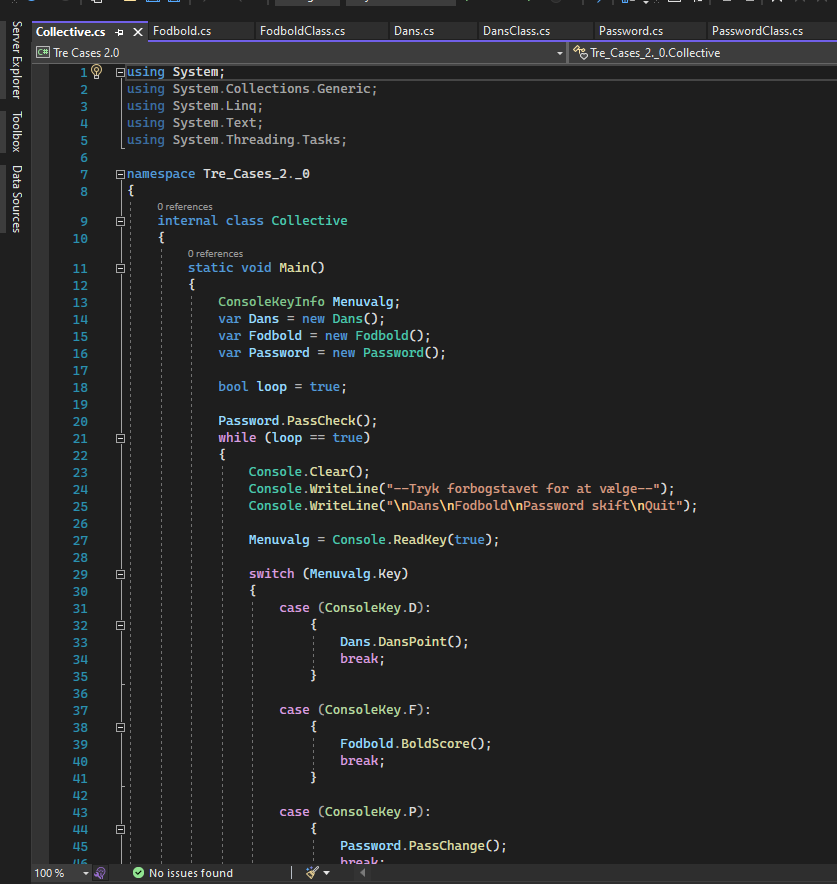 Server Explorer
Toolbox
Data Sources
Collective.cs
Fodbold.cs
FodboldClass.cs
Dans.cs
DansClass.cs
Password.cs
PasswordClass.cs
C# Tre Cases 2.0
Tre_Cases_2._0.Collective
1 using System;
2 using System.Collections.Generic;
3 using System.Linq;
4 using System.Text;
5 using System.Threading.Tasks;
6
7 namespace Tre_Cases_2._0
8 {
0 references
9 internal class Collective
10 {
0 references
11 static void Main()
12 {
13 ConsoleKeyInfo Menuvalg;
14 var Dans = new Dans();
15 var Fodbold = new Fodbold();
16 var Password = new Password();
17
18 bool loop = true;
19
20 Password.PassCheck();
21 while (loop == true)
22 {
23 Console.Clear();
24 Console.WriteLine("--Tryk forbogstavet for at vælge--");
25 Console.WriteLine("\nDans\nFodbold\nPassword skift\nQuit");
26
27 Menuvalg = Console.ReadKey(true);
28
29 switch (Menuvalg.Key)
30 {
31 case (ConsoleKey.D):
32 {
33 Dans.DansPoint();
34 break;
35 }
36
37 case (ConsoleKey.F):
38 {
39 Fodbold.BoldScore();
40 break;
41 }
42
43 case (ConsoleKey.P):
44 {
45 Password.PassChange();
46 break;
100 %
No issues found